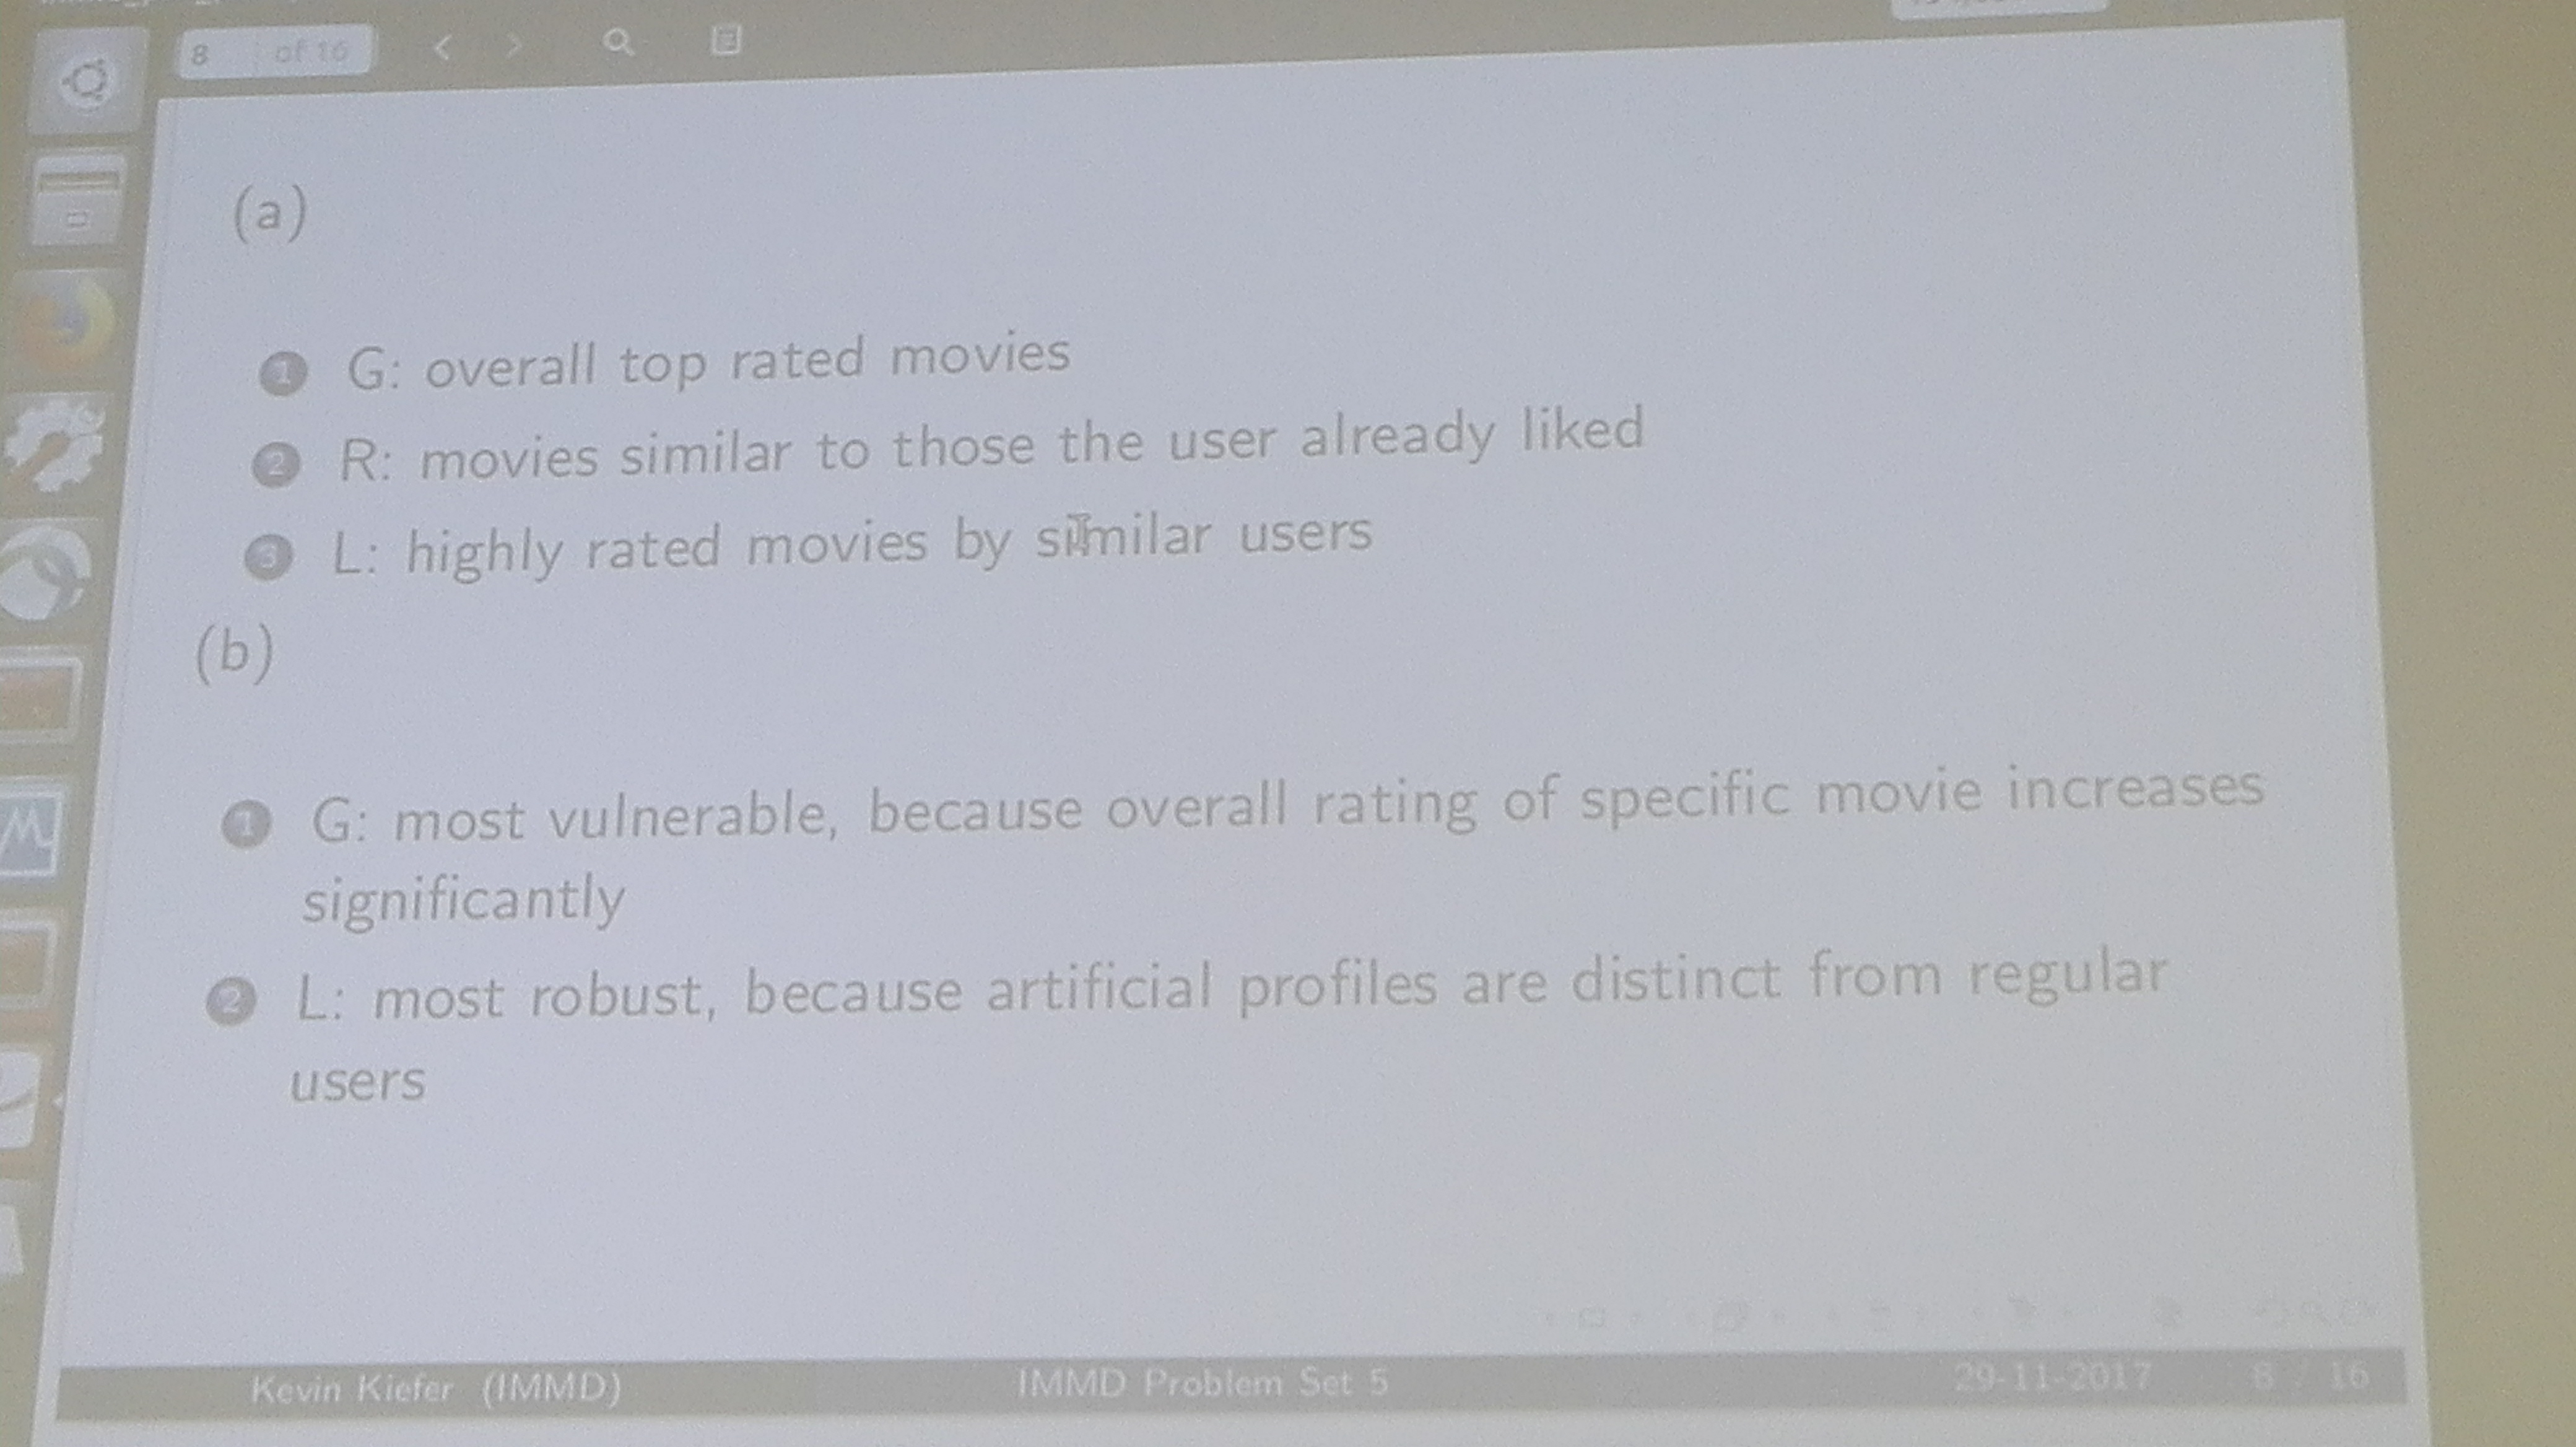 8 of 16
(a)
1 G: overall top rated movies
2 R: movies similar to those the user already liked
3 L: highly rated movies by similar users
(b)
1 G: most vulnerable, because overall rating of specific movie increases
significantly
2 L: most robust, because artificial profiles are distinct from regular
users
Kevin Kiefer (IMMD) IMMD Problem Set 5 29-11-2017 8 / 16